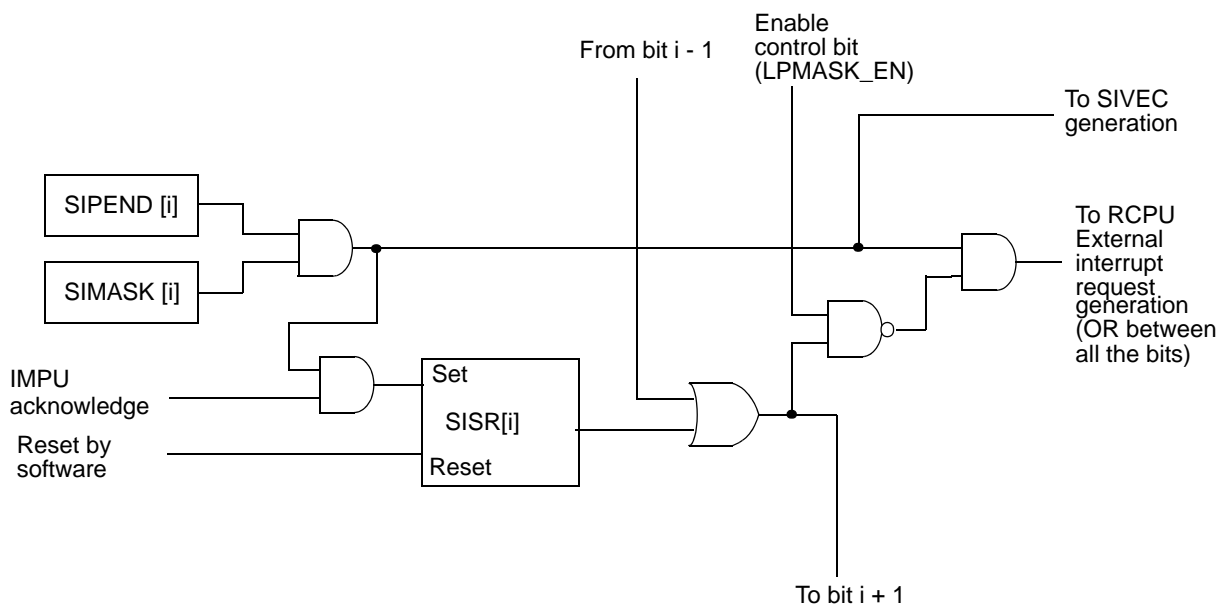 From bit i - 1
Enable
control bit
(LPMASK_EN)
To SIVEC
generation
SIPEND [i]
SIMASK [i]
To RCPU
External
interrupt
request
generation
(OR between
all the bits)
IMPU
acknowledge
Set
SISR[i]
Reset
Reset by
software
To bit i + 1